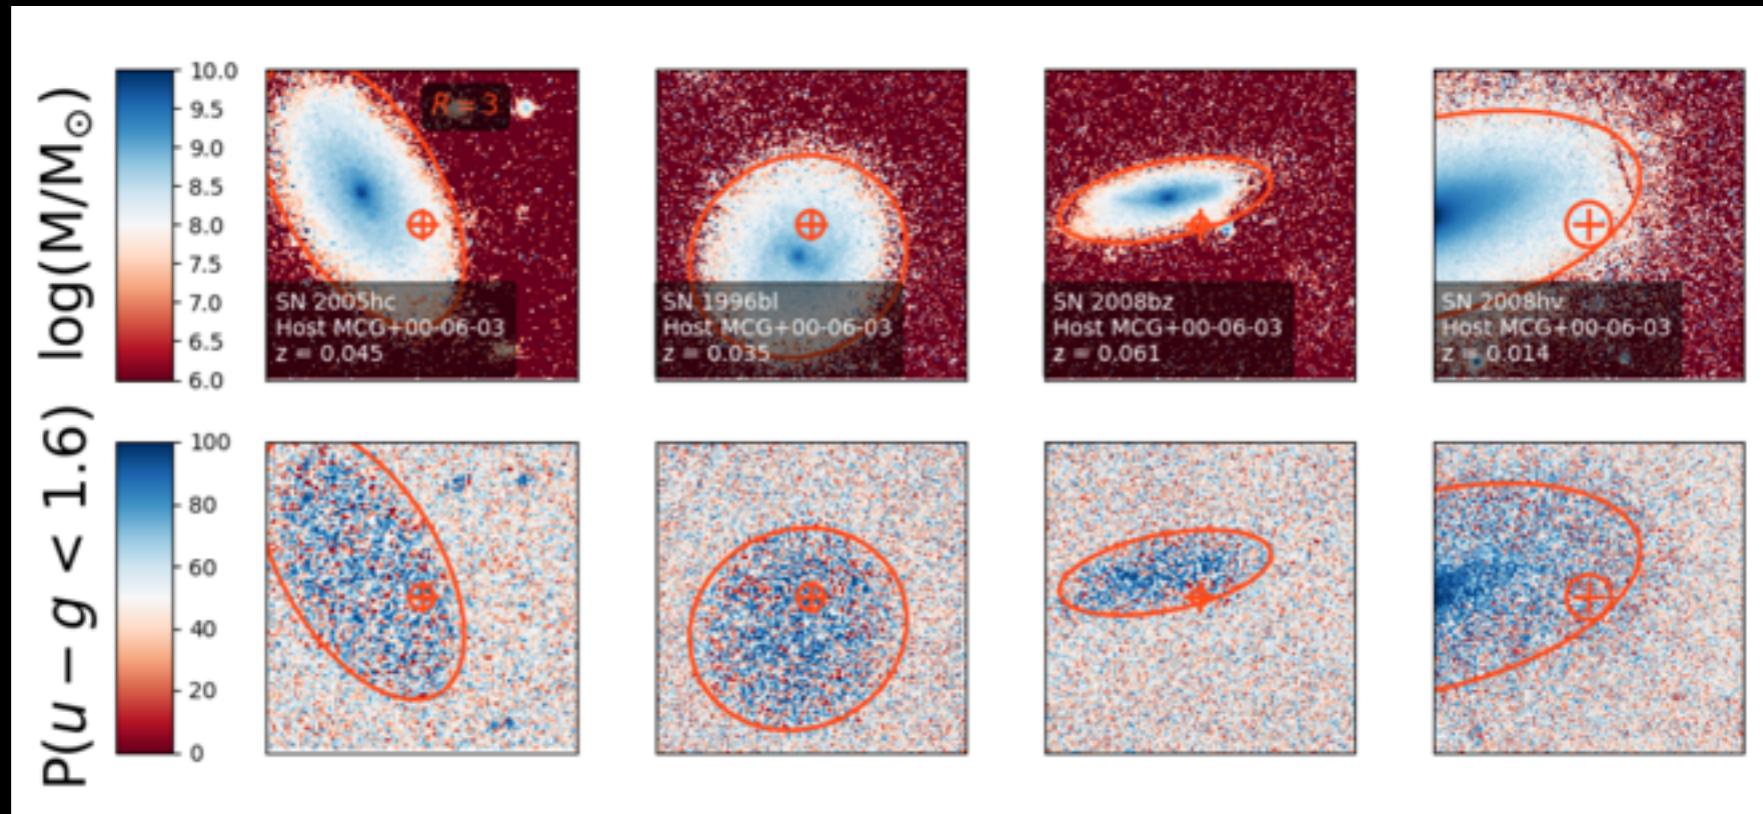 log(M/M☉)
10.0
9.5
9.0
8.5
8.0
7.5
7.0
6.5
6.0
R = 3
SN 2005hc
Host MCG+00-06-03
z = 0.045
SN 1996bl
Host MCG+00-06-03
z = 0.035
SN 2008bz
Host MCG+00-06-03
z = 0.061
SN 2008hv
Host MCG+00-06-03
z = 0.014
P(u − g < 1.6)
100
80
60
40
20
0